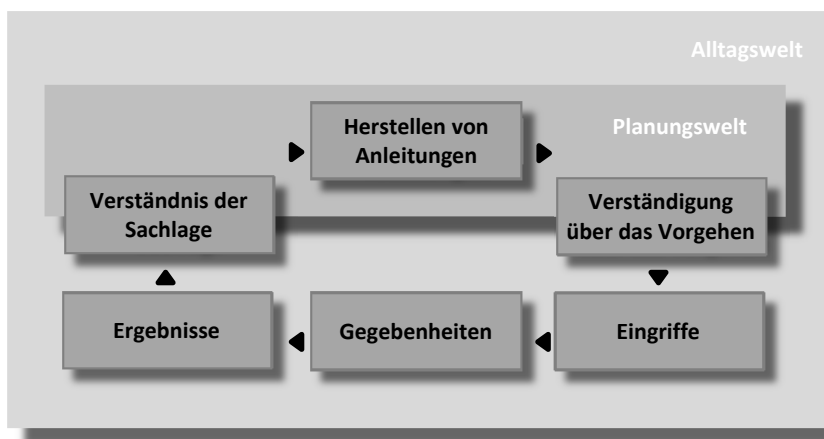 Alltagswelt
Planungswelt
Herstellen von
Anleitungen
Verständnis der
Sachlage
Verständigung
über das Vorgehen
Ergebnisse
Gegebenheiten
Eingriffe